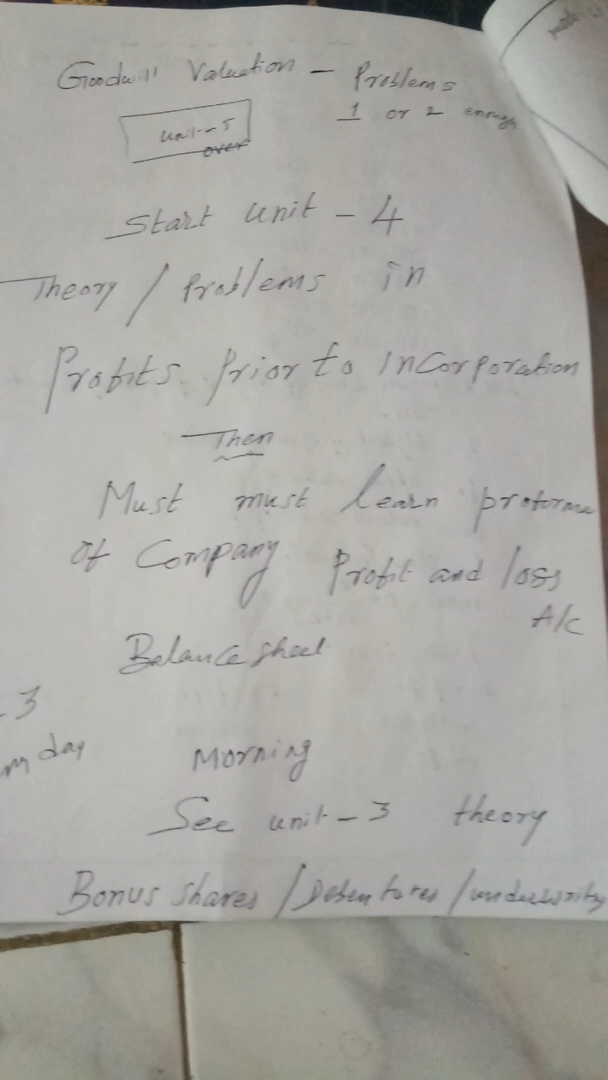 Goodwill Valuation - Problems
1 or 2 enough
Unit-5
over
Start unit - 4
Theory / Problems in
Profits Prior to Incorporation
Then
Must must learn proforma
of Company Profit and loss
A/c
Balance sheet
-3
m day
Morning
See unit-3 theory
Bonus Shares / Debentures /